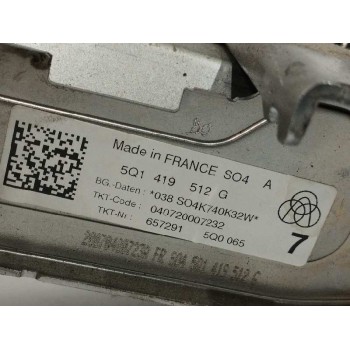 Made in FRANCE SO4 A
5Q1 419 512 G
BG.-Daten : *038 SO4K740K32W*
TKT-Code : 040720007232
TKT-Nr : 657291 5Q0 065
7